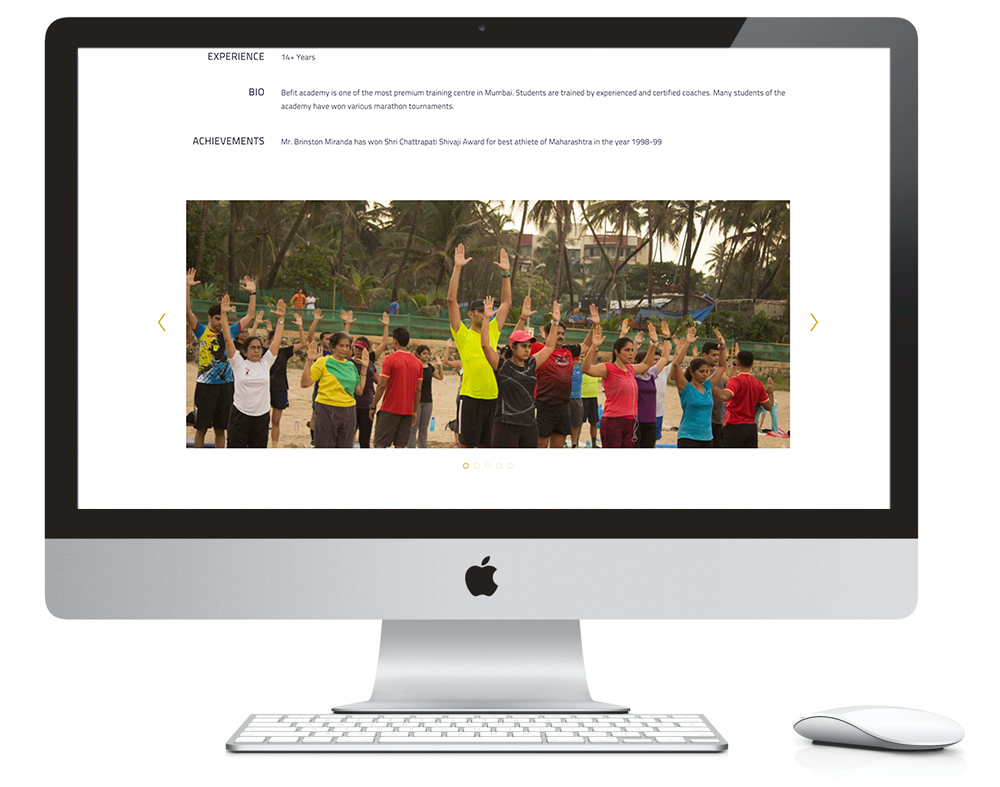 EXPERIENCE 14+ Years
BIO Befit academy is one of the most premium training centre in Mumbai. Students are trained by experienced and certified coaches. Many students of the
academy have won various marathon tournaments.
ACHIEVEMENTS Mr. Brinston Miranda has won Shri Chattrapati Shivaji Award for best athlete of Maharashtra in the year 1998-99